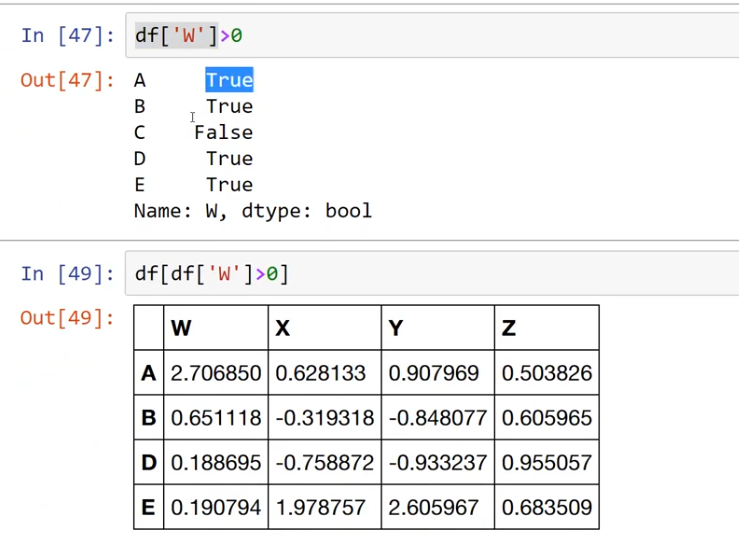 In [47]: df['W']>0
Out[47]: A True
B True
C False
D True
E True
Name: W, dtype: bool
In [49]: df[df['W']>0]
Out[49]:
W X Y Z
A 2.706850 0.628133 0.907969 0.503826
B 0.651118 -0.319318 -0.848077 0.605965
D 0.188695 -0.758872 -0.933237 0.955057
E 0.190794 1.978757 2.605967 0.683509